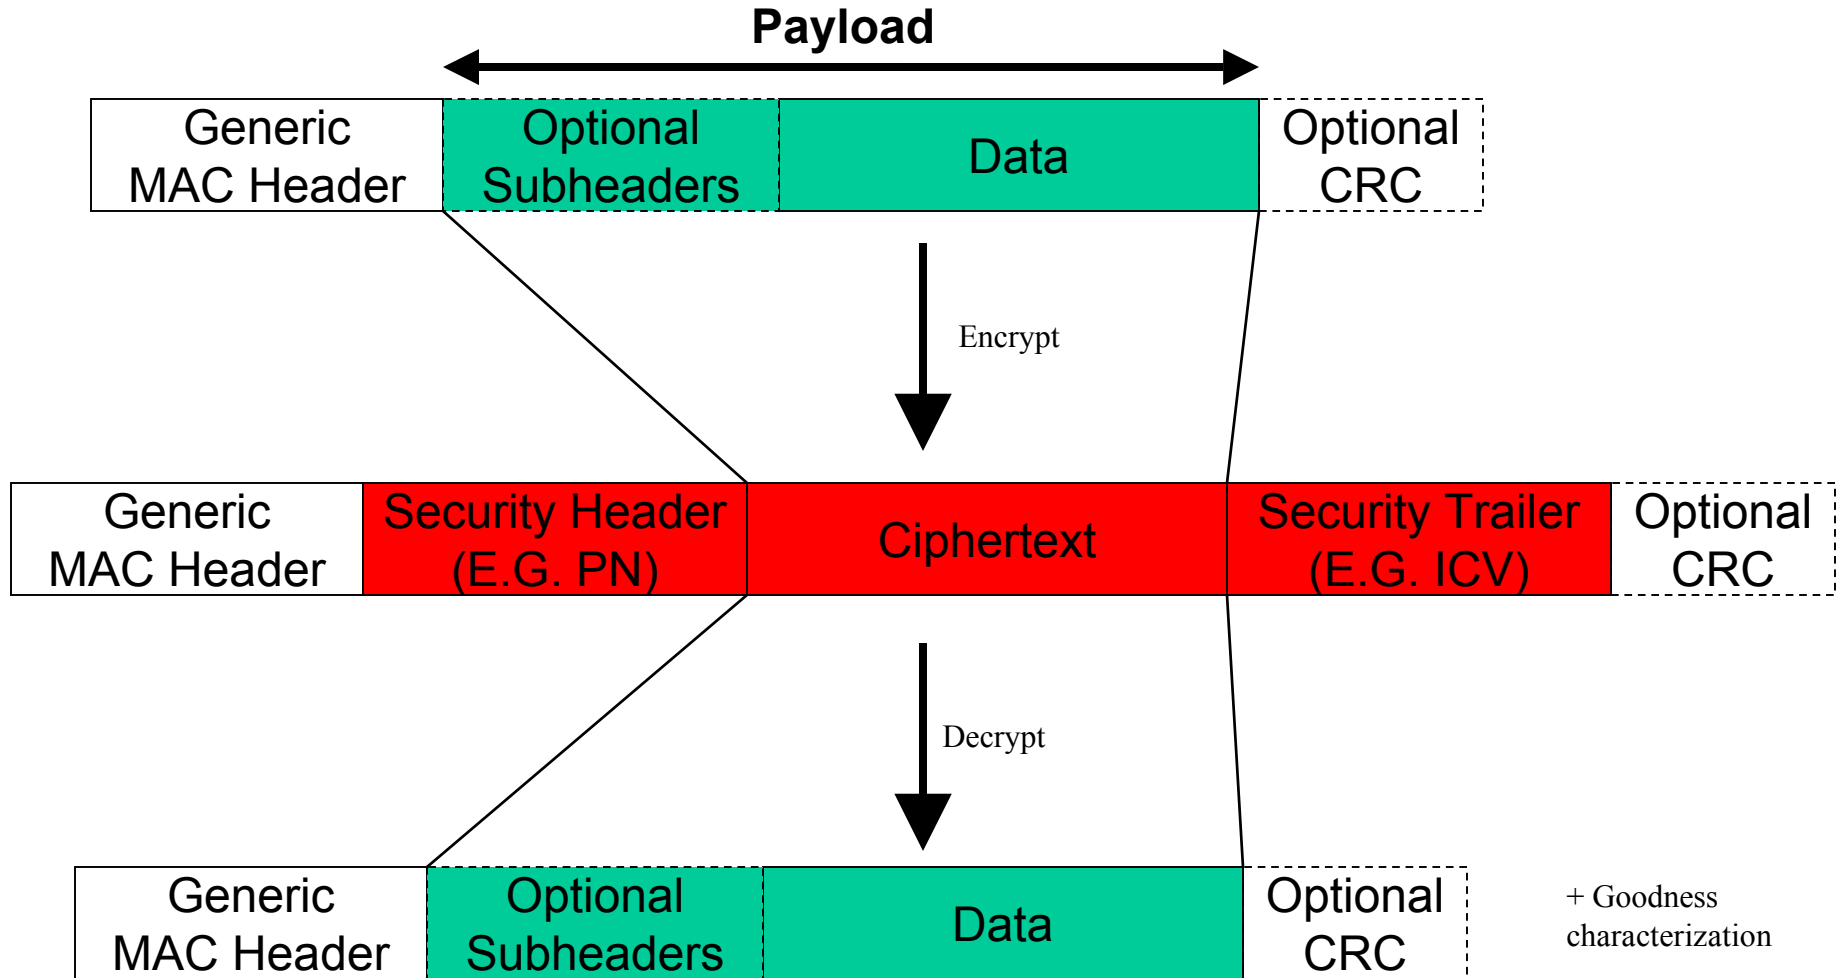 Payload
Generic
MAC Header
Optional
Subheaders
Data
Optional
CRC
Encrypt
Generic
MAC Header
Security Header
(E.G. PN)
Ciphertext
Security Trailer
(E.G. ICV)
Optional
CRC
Decrypt
Generic
MAC Header
Optional
Subheaders
Data
Optional
CRC
+ Goodness
characterization